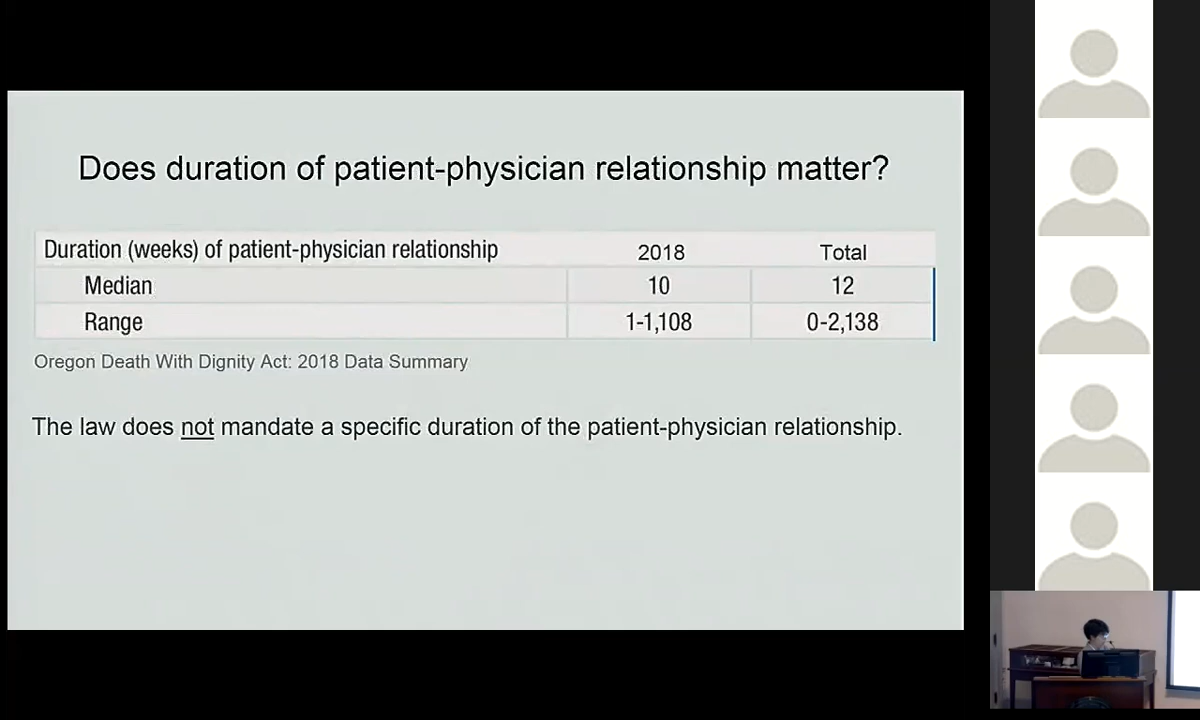 Does duration of patient-physician relationship matter?
Duration (weeks) of patient-physician relationship 2018 Total
Median 10 12
Range 1-1,108 0-2,138
Oregon Death With Dignity Act: 2018 Data Summary
The law does not mandate a specific duration of the patient-physician relationship.